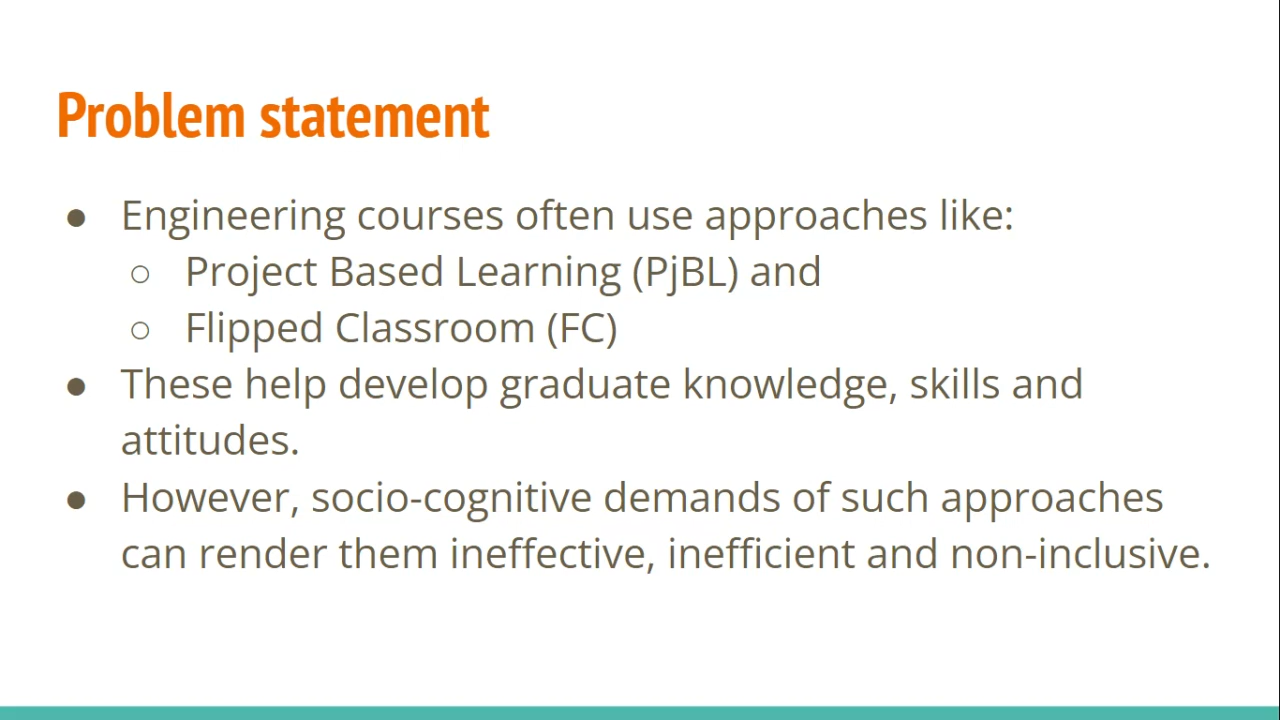 Problem statement
● Engineering courses often use approaches like:
○ Project Based Learning (PjBL) and
○ Flipped Classroom (FC)
● These help develop graduate knowledge, skills and
attitudes.
● However, socio-cognitive demands of such approaches
can render them ineffective, inefficient and non-inclusive.